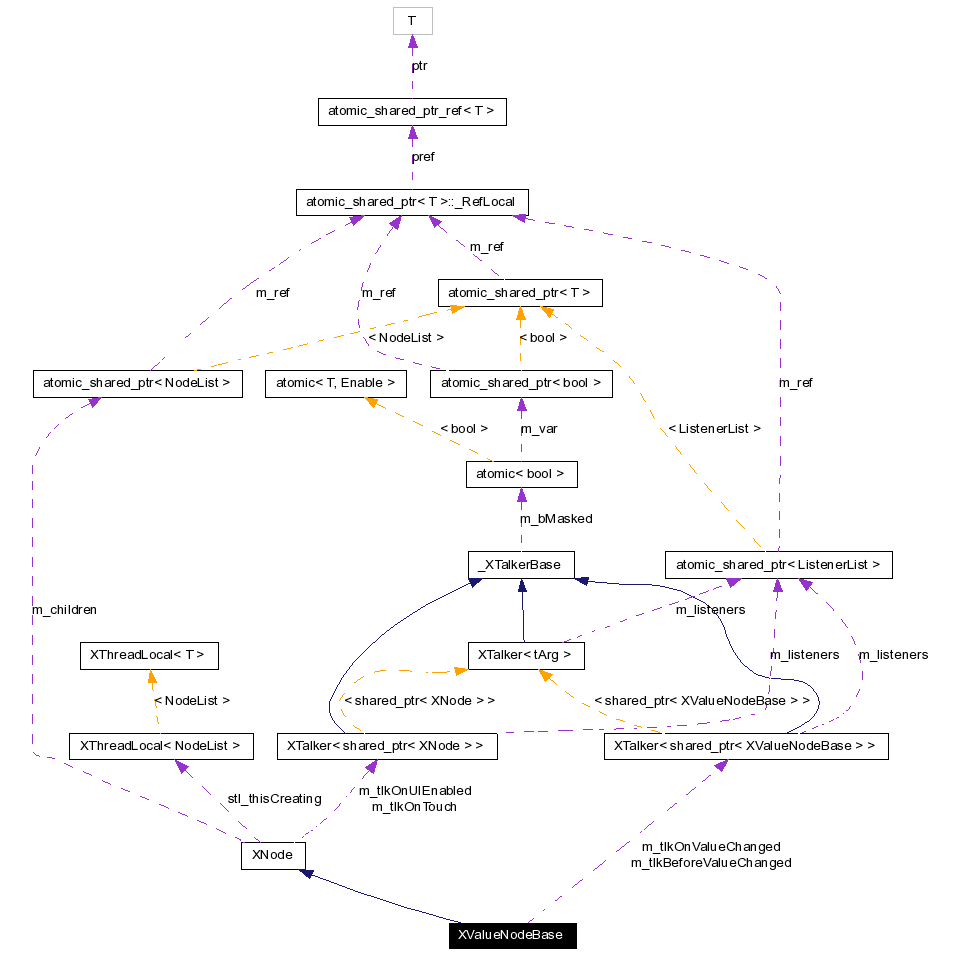 T
ptr
atomic_shared_ptr_ref< T >
pref
atomic_shared_ptr< T >::_RefLocal
m_ref
m_ref
m_ref
atomic_shared_ptr< T >
< NodeList >
< bool >
m_ref
atomic_shared_ptr< NodeList >
atomic< T, Enable >
atomic_shared_ptr< bool >
< bool >
m_var
< ListenerList >
atomic< bool >
m_bMasked
_XTalkerBase
atomic_shared_ptr< ListenerList >
m_children
m_listeners
XThreadLocal< T >
XTalker< tArg >
m_listeners
m_listeners
< NodeList >
< shared_ptr< XNode > >
< shared_ptr< XValueNodeBase > >
XThreadLocal< NodeList >
XTalker< shared_ptr< XNode > >
XTalker< shared_ptr< XValueNodeBase > >
stl_thisCreating
m_tlkOnUIEnabled
m_tlkOnTouch
m_tlkOnValueChanged
m_tlkBeforeValueChanged
XNode
XValueNodeBase